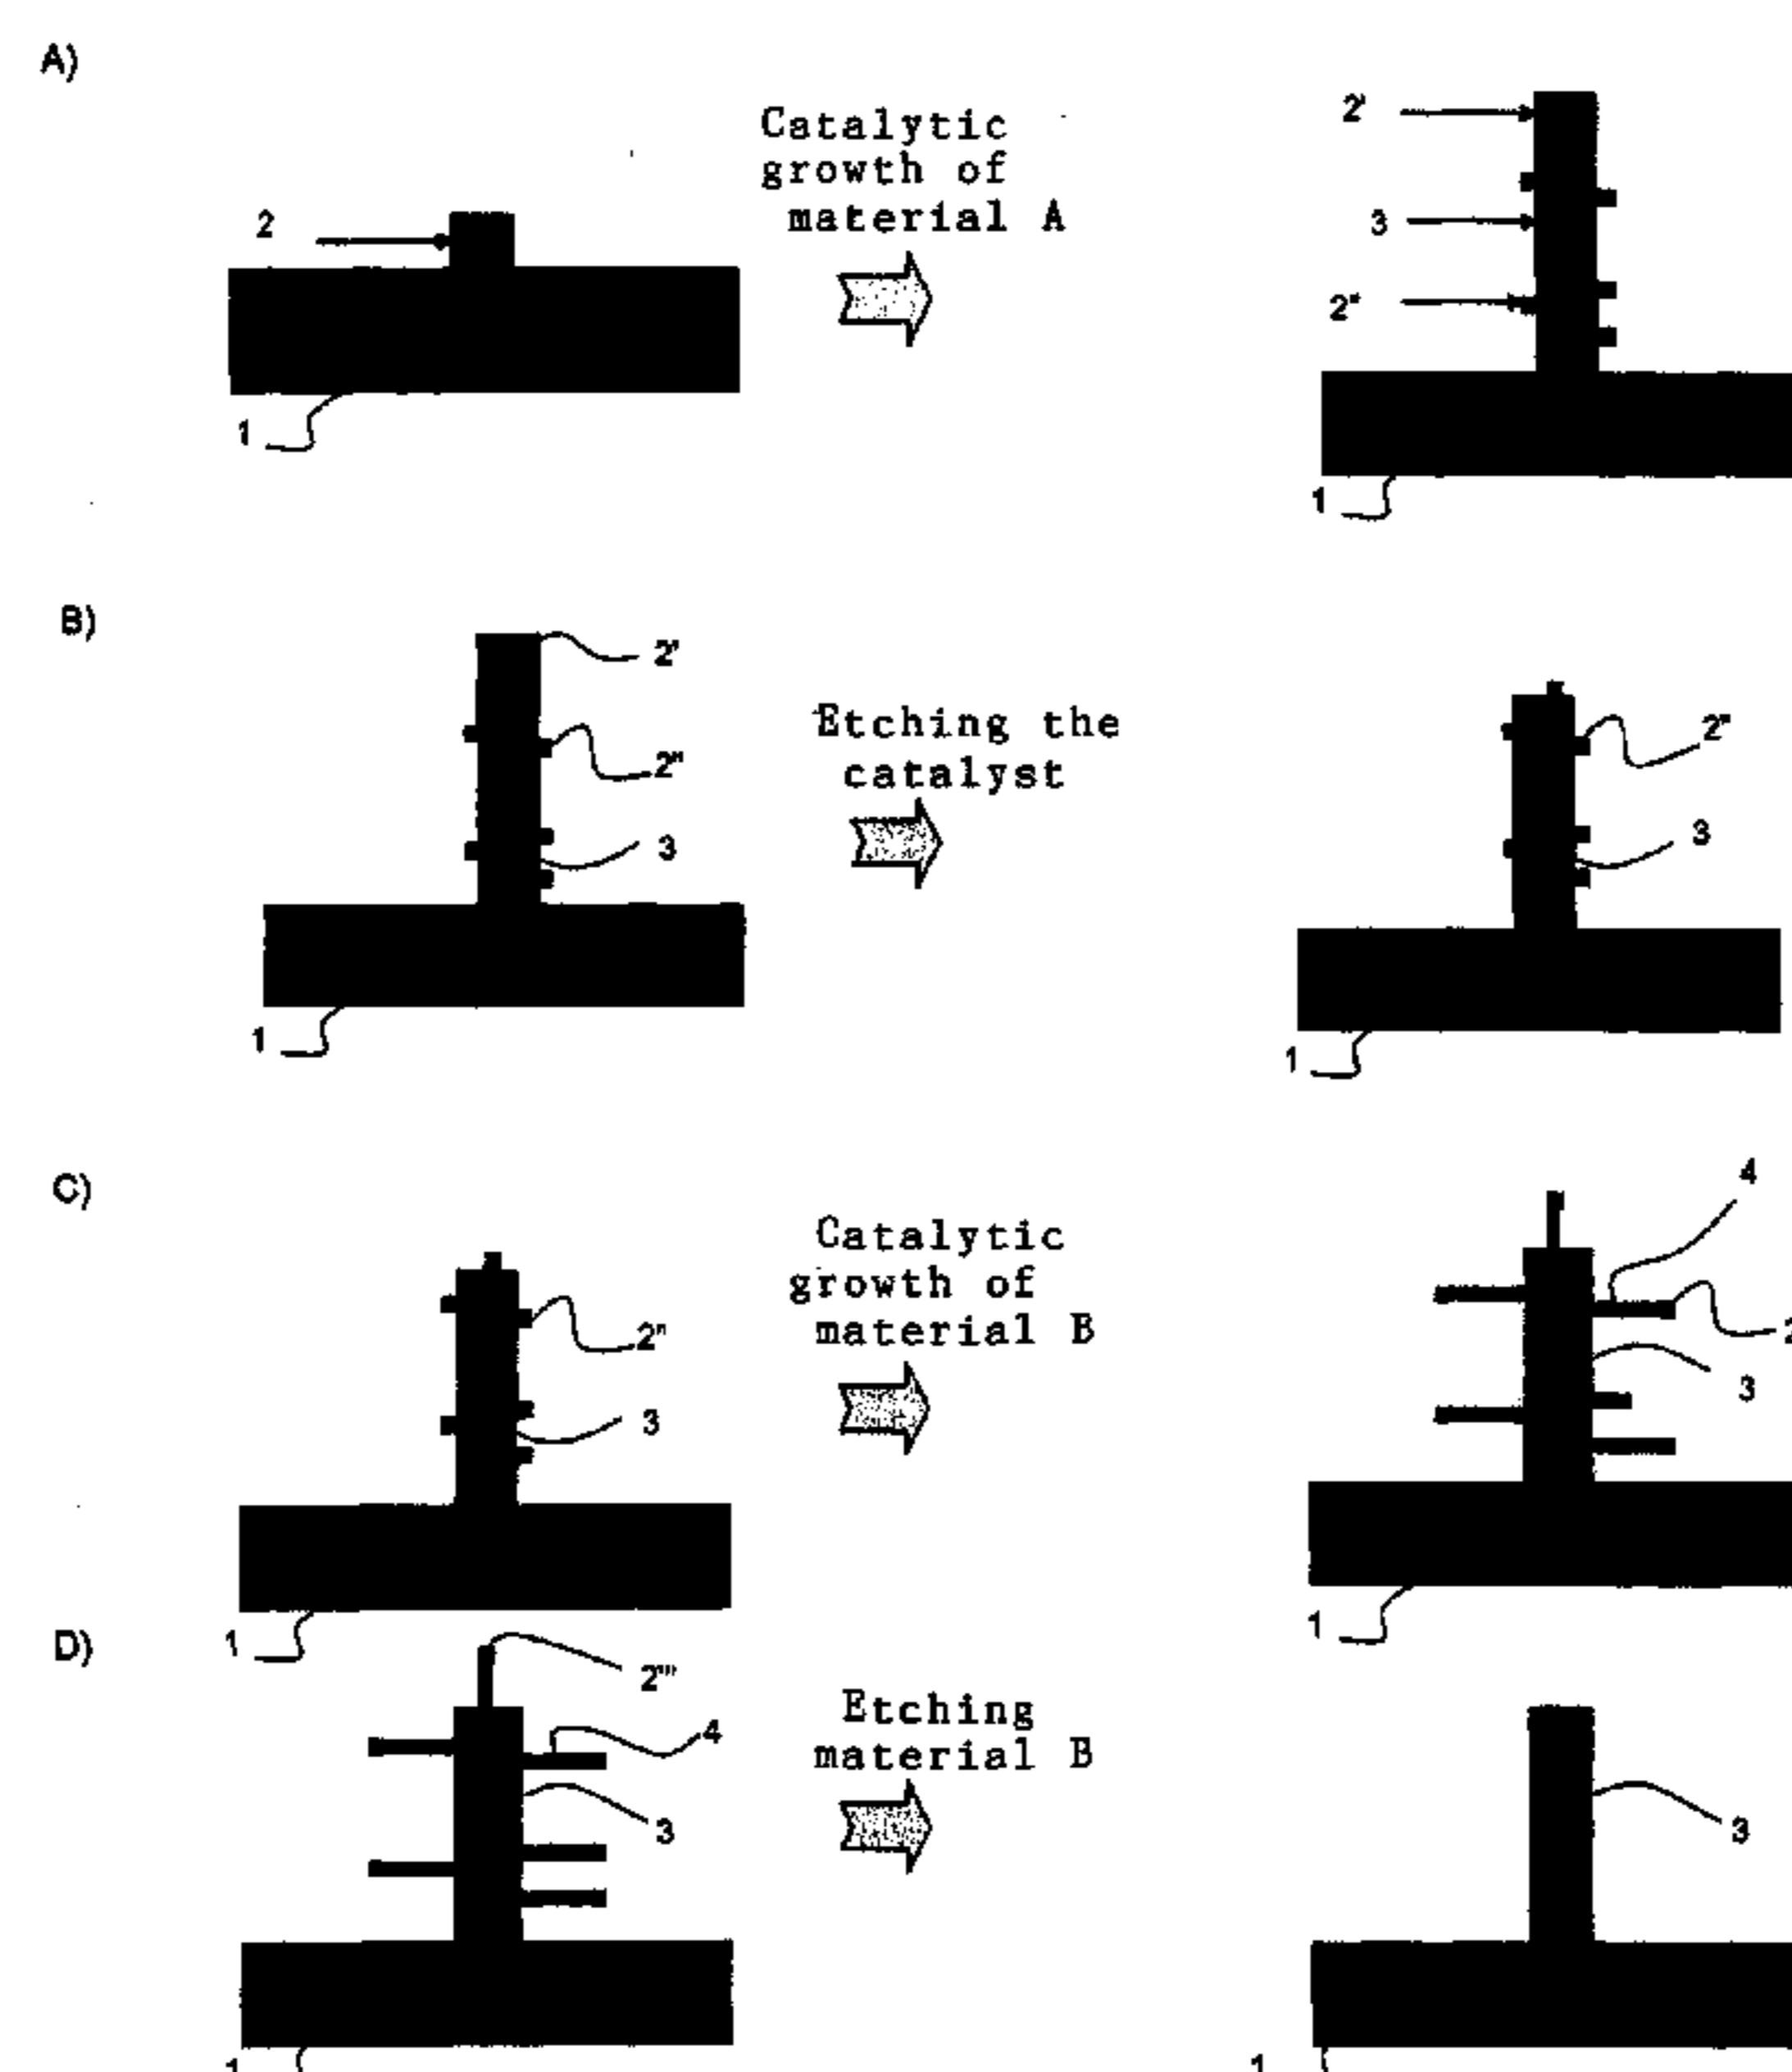 A)
Catalytic
growth of
material A
2
1
2'
3
2"
1
B)
2'
2"
3
1
Etching the
catalyst
2"
3
1
C)
2"
3
1
Catalytic
growth of
material B
4
3
1
D)
2'''
4
3
1
Etching
material B
3
1